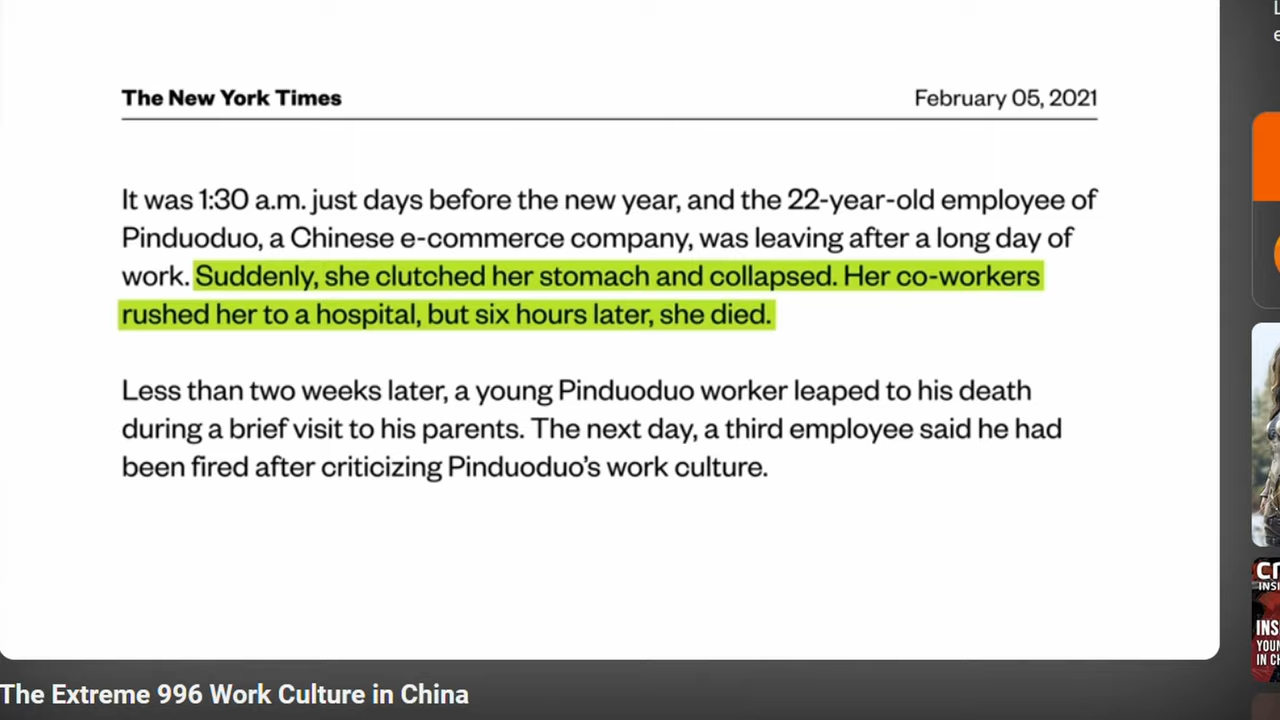 The New York Times
February 05, 2021
It was 1:30 a.m. just days before the new year, and the 22-year-old employee of
Pinduoduo, a Chinese e-commerce company, was leaving after a long day of
work. Suddenly, she clutched her stomach and collapsed. Her co-workers
rushed her to a hospital, but six hours later, she died.
Less than two weeks later, a young Pinduoduo worker leaped to his death
during a brief visit to his parents. The next day, a third employee said he had
been fired after criticizing Pinduoduo’s work culture.
The Extreme 996 Work Culture in China
IN